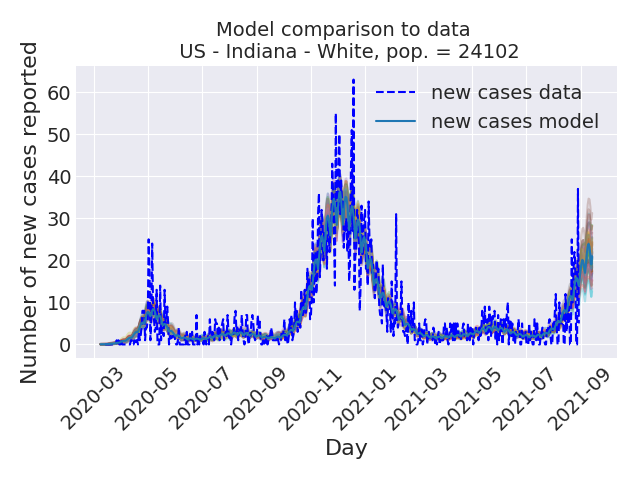 Model comparison to data
US - Indiana - White, pop. = 24102
Number of new cases reported
60
50
40
30
20
10
0
new cases data
new cases model
2020-03
2020-05
2020-07
2020-09
2020-11
2021-01
2021-03
2021-05
2021-07
2021-09
Day